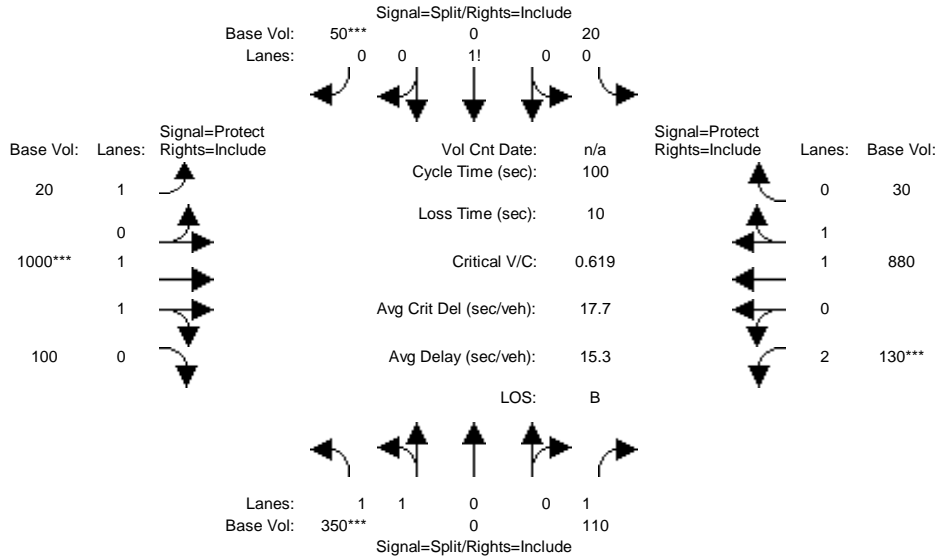 Signal=Split/Rights=Include
Base Vol: 50*** 0 20
Lanes: 0 0 1! 0 0
Signal=Protect
Base Vol: Lanes: Rights=Include
Vol Cnt Date: n/a
Signal=Protect
Rights=Include Lanes: Base Vol:
Cycle Time (sec): 100
20 1
0 30
Loss Time (sec): 10
0
1
1000*** 1
Critical V/C: 0.619
1 880
1
Avg Crit Del (sec/veh): 17.7
0
100 0
Avg Delay (sec/veh): 15.3
2 130***
LOS: B
Lanes: 1 1 0 0 1
Base Vol: 350*** 0 110
Signal=Split/Rights=Include